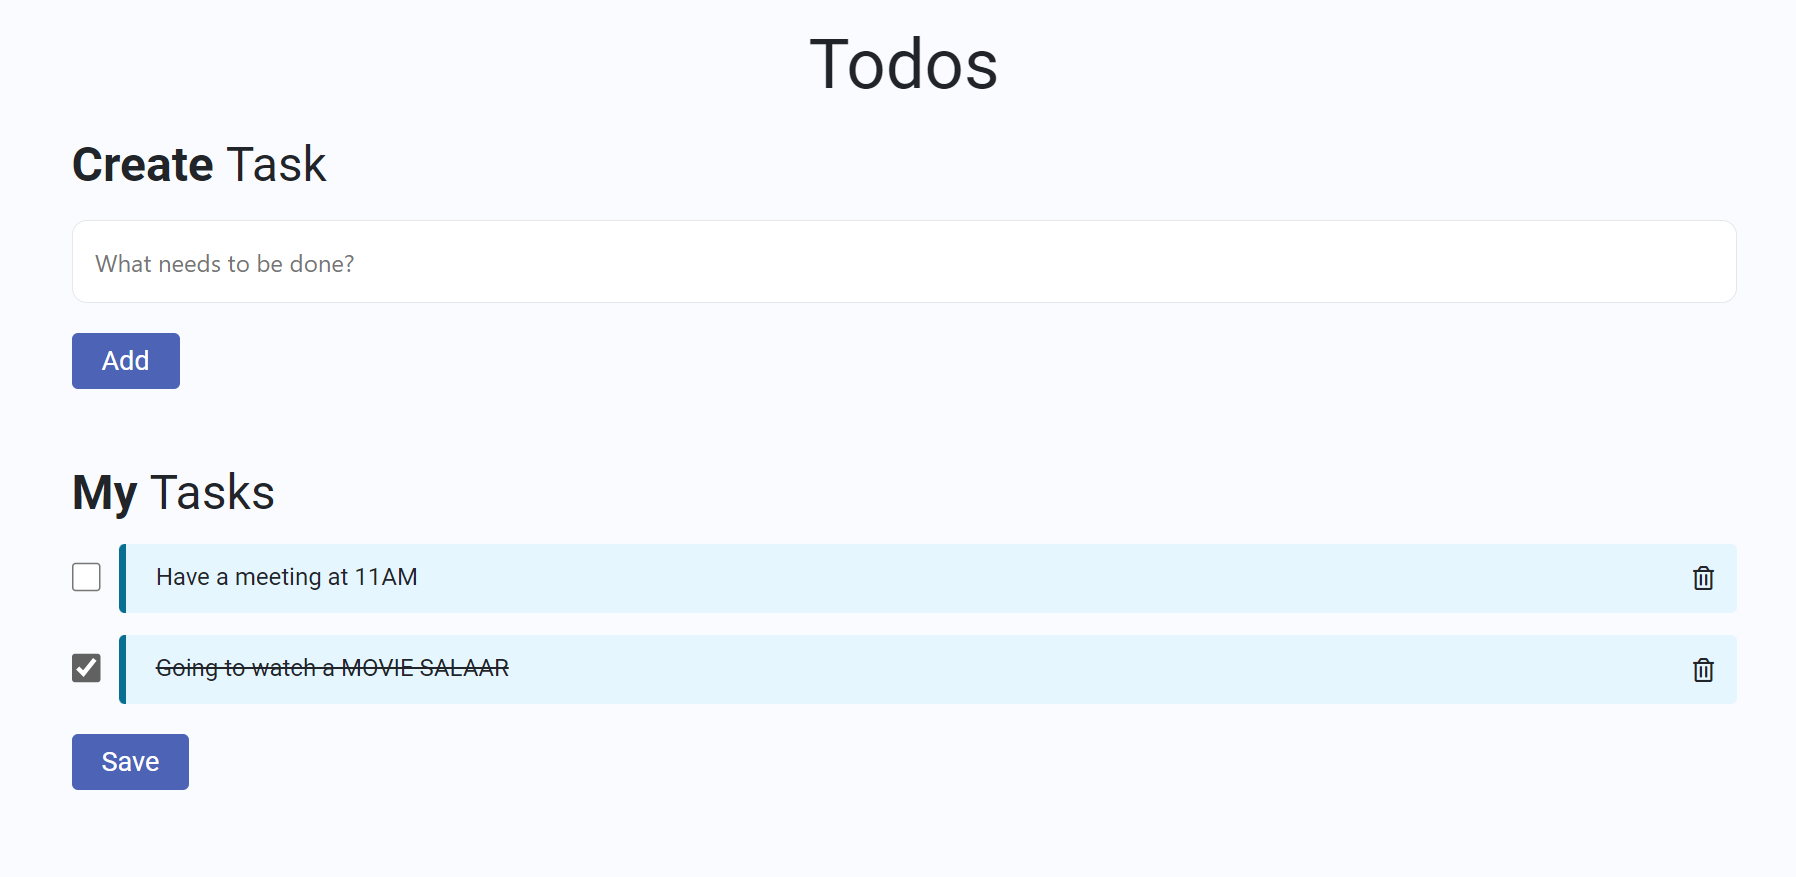 Todos
Create Task
What needs to be done?
Add
My Tasks
Have a meeting at 11AM
Going to watch a MOVIE SALAAR
Save